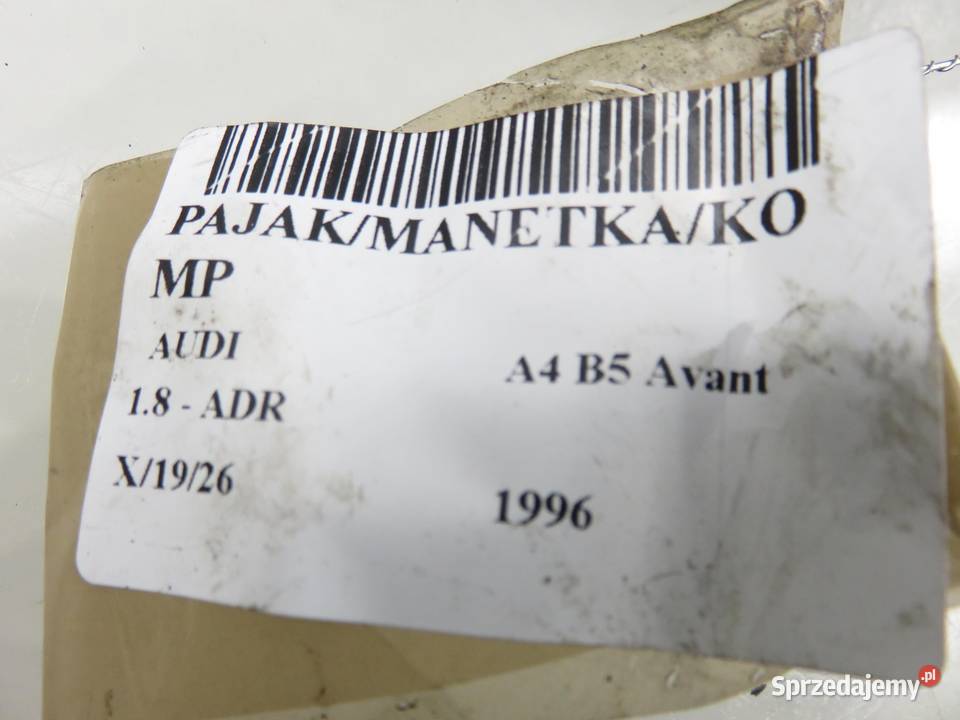 PAJAK/MANETKA/KO
MP
AUDI
A4 B5 Avant
1.8 - ADR
X/19/26
1996
Sprzedajemy.pl